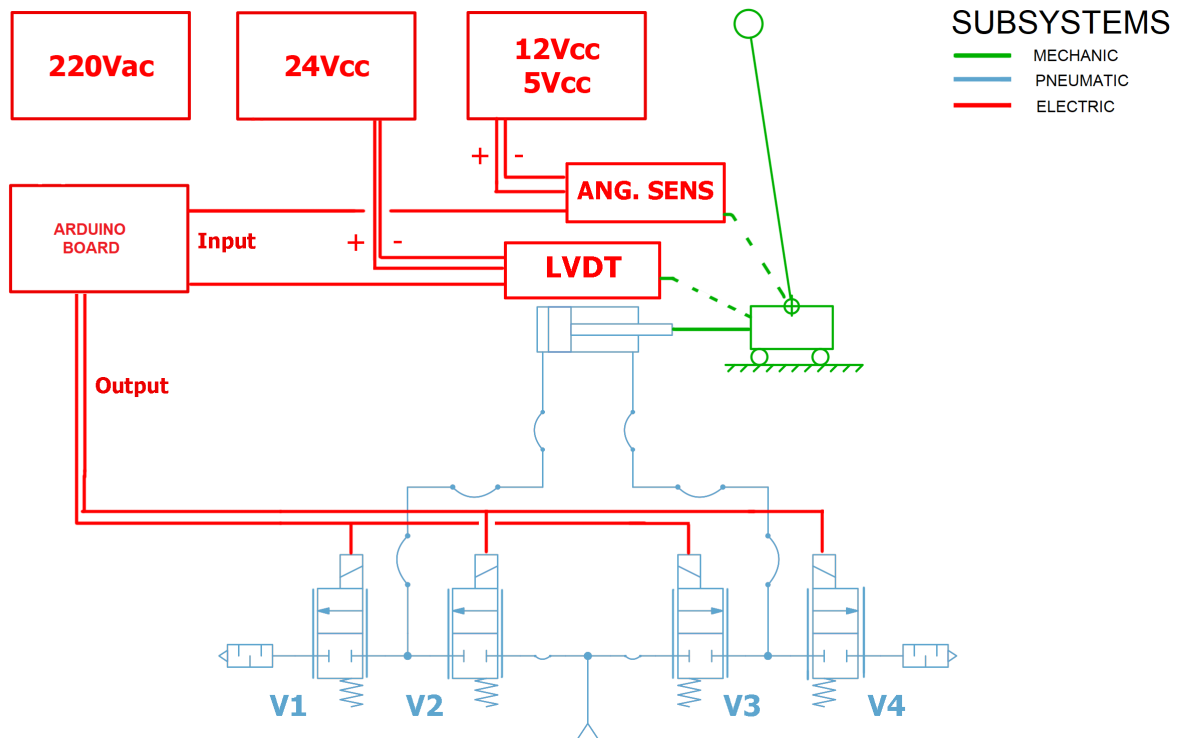 220Vac
24Vcc
12Vcc
5Vcc
SUBSYSTEMS
MECHANIC
PNEUMATIC
ELECTRIC
+ -
ANG. SENS
ARDUINO
BOARD
Input
+ -
LVDT
Output
V1
V2
V3
V4